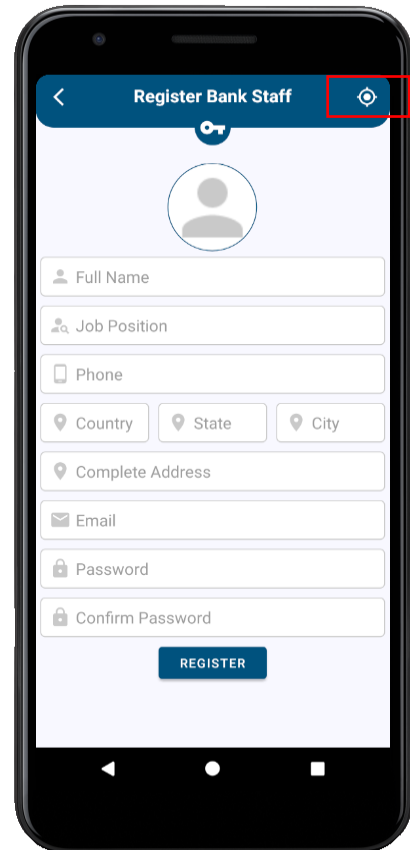 Register Bank Staff
Full Name
Job Position
Phone
Country State City
Complete Address
Email
Password
Confirm Password
REGISTER